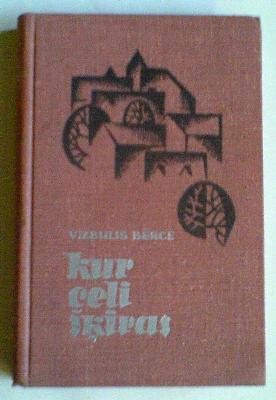 VIZBULIS BĒRCE
kur
ceļi
šķiras